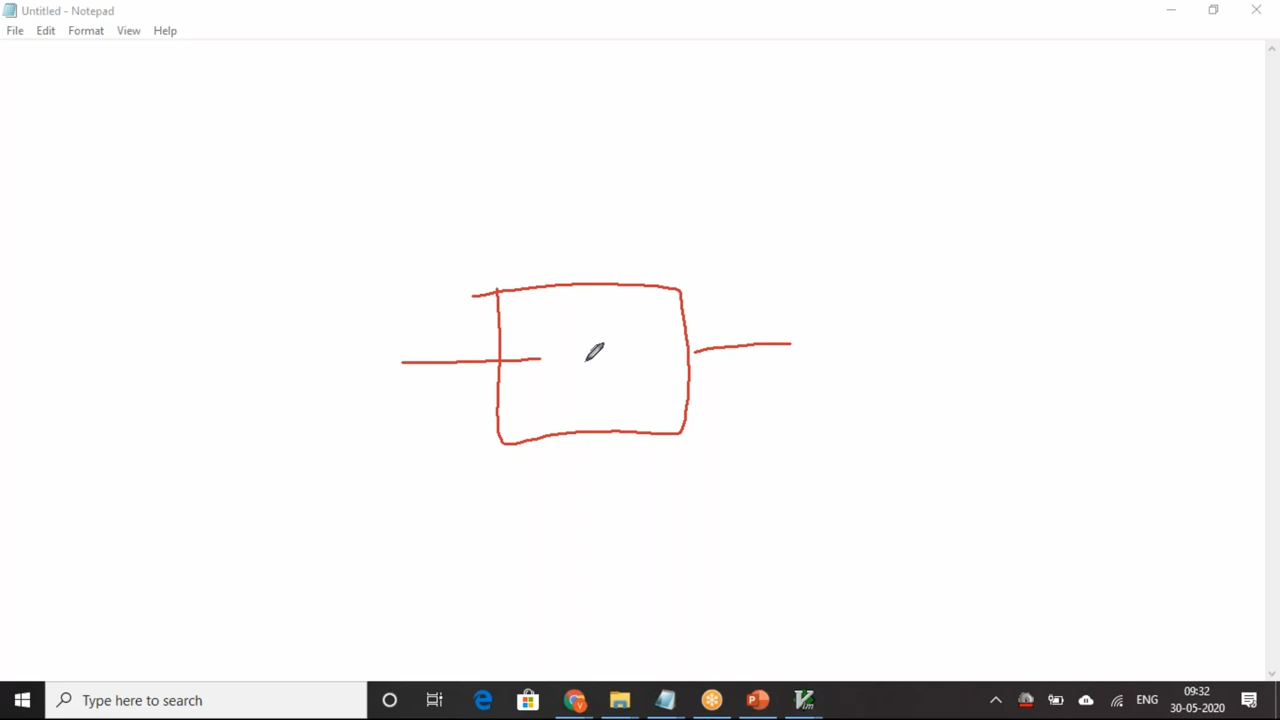 Untitled - Notepad
File Edit Format View Help
Type here to search
ENG
09:32
30-05-2020